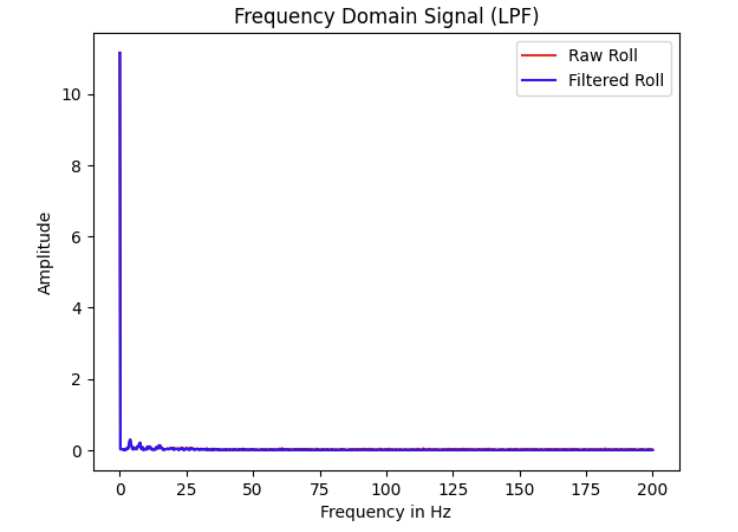 Frequency Domain Signal (LPF)
Raw Roll
Filtered Roll
10
8
6
4
2
0
Amplitude
0 25 50 75 100 125 150 175 200
Frequency in Hz